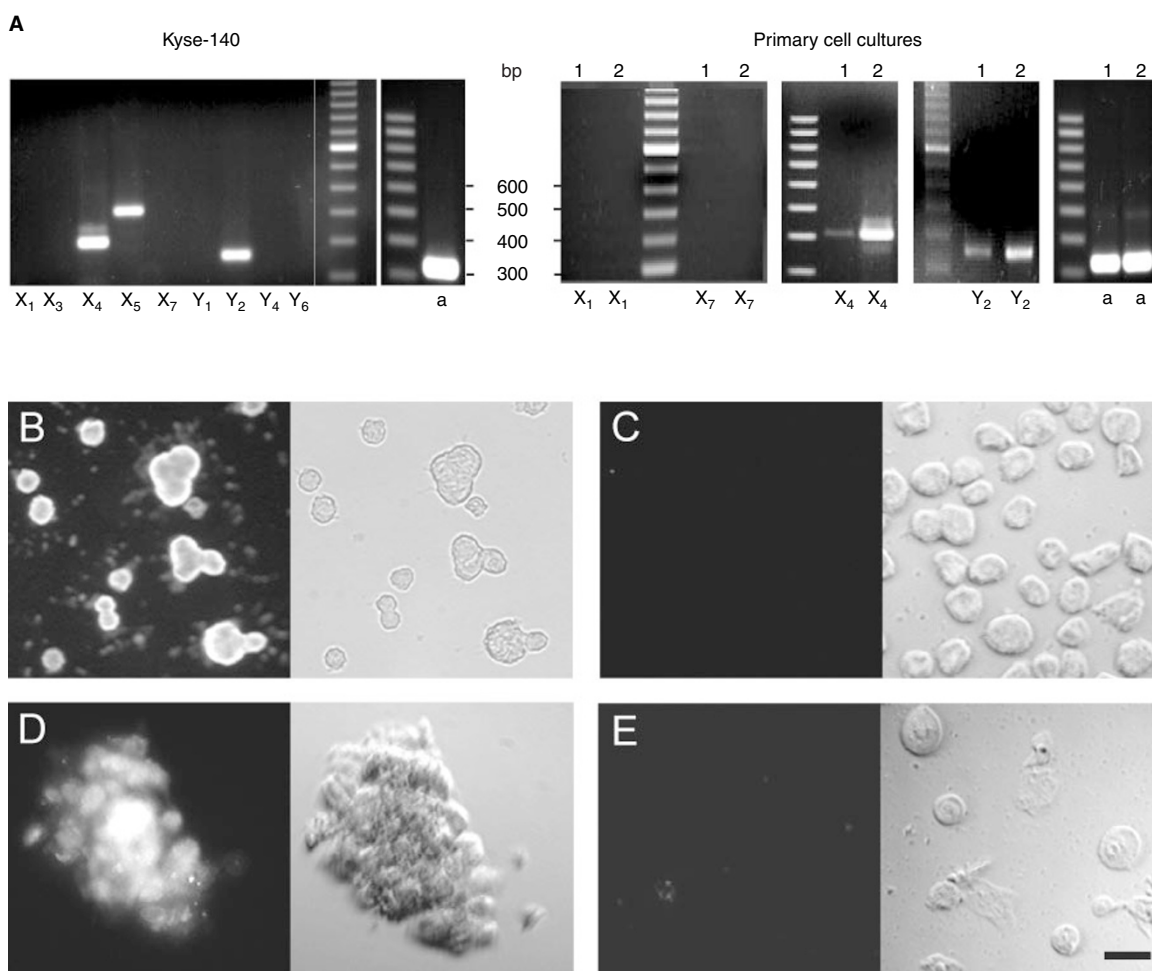 A
Kyse-140
Primary cell cultures
bp
1 2 1 2 1 2 1 2 1 2
600
500
400
300
X1 X3 X4 X5 X7 Y1 Y2 Y4 Y6 a
X1 X1 X7 X7 X4 X4 Y2 Y2 a a
B
C
D
E